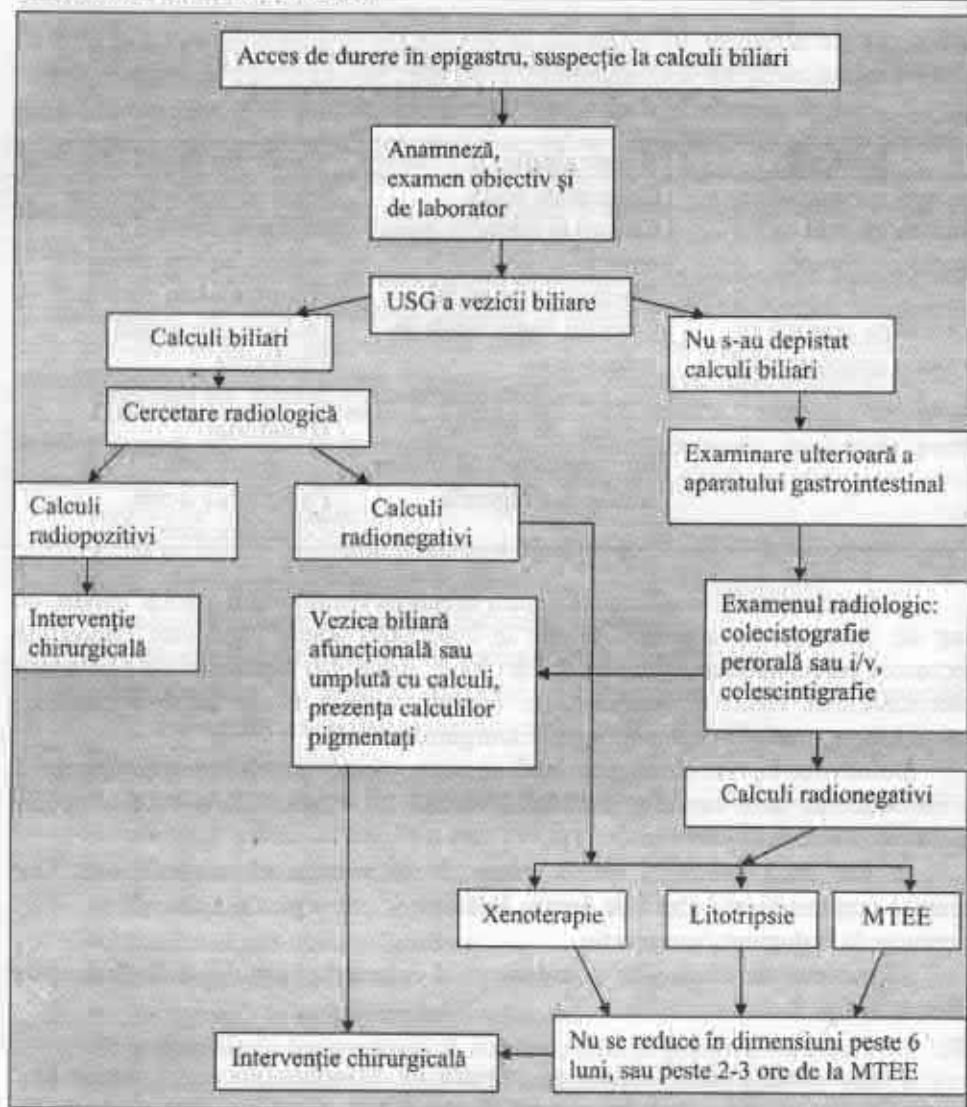 Acces de durere în epigastru, suspecție la calculi biliari
Anamneză,
examen obiectiv și
de laborator
USG a vezicii biliare
Calculi biliari
Nu s-au depistat
calculi biliari
Cercetare radiologică
Examinare ulterioară a
aparatului gastrointestinal
Calculi
radiopozitivi
Calculi
radionegativi
Intervenție
chirurgicală
Vezica biliară
afuncțională sau
umplută cu calculi,
prezența calculilor
pigmentați
Examenul radiologic:
colecistografie
perorală sau i/v,
colescintigrafie
Calculi radionegativi
Xenoterapie
Litotripsie
MTEE
Intervenție chirurgicală
Nu se reduce în dimensiuni peste 6
luni, sau peste 2-3 ore de la MTEE